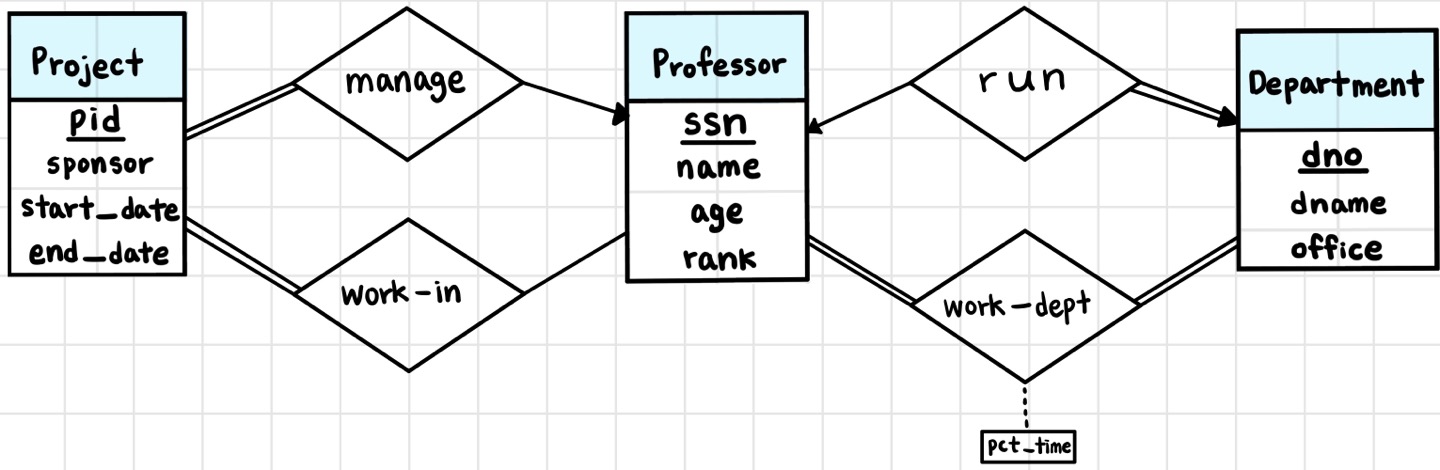 Project
pid
sponsor
start_date
end_date
manage
work-in
Professor
ssn
name
age
rank
run
work-dept
pct_time
Department
dno
dname
office